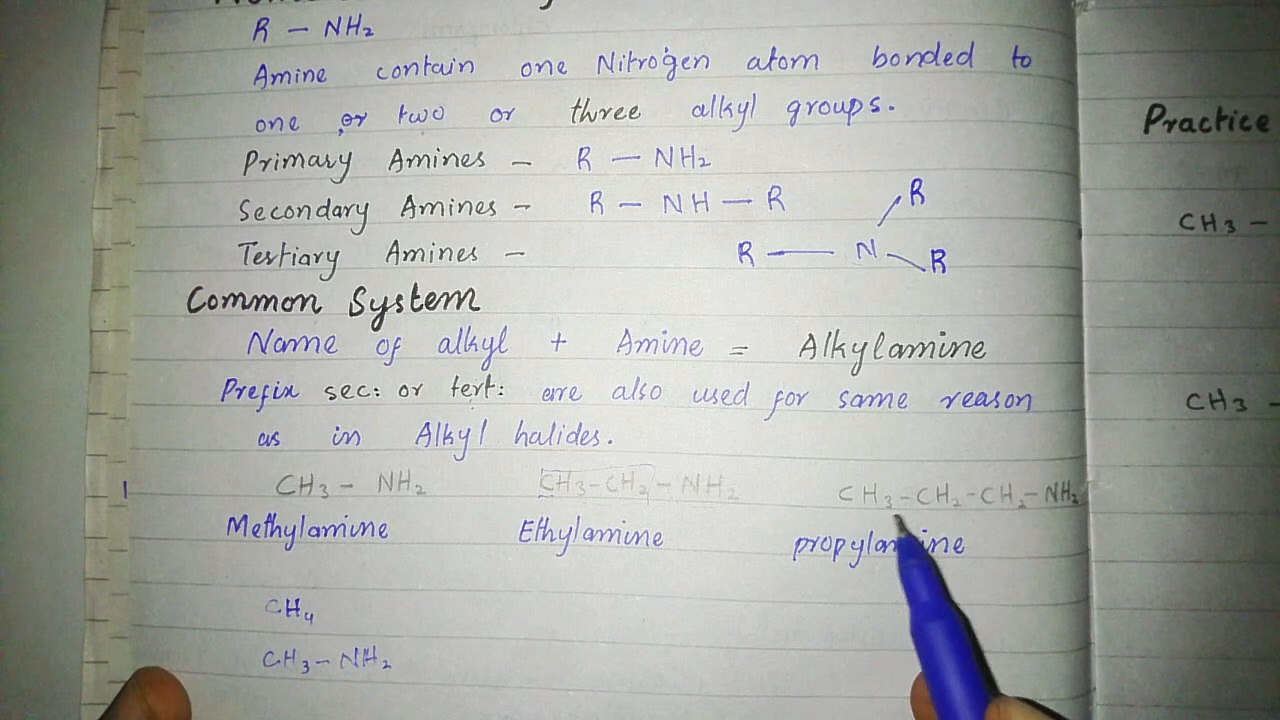 R – NH₂
Amine contain one Nitrogen atom bonded to
one or two or three alkyl groups.
Primary Amines – R — NH₂
Secondary Amines – R – NH — R
R
Tertiary Amines – R — N
R
Common System
Name of alkyl + Amine = Alkylamine
Prefix sec: or tert: are also used for same reason
as in Alkyl halides.
1 CH₃ – NH₂ CH₃-CH₂-NH₂ CH₃-CH₂-CH₂-NH₂
Methylamine Ethylamine propylamine
CH₄
CH₃-NH₂
Practice
CH₃ –
CH₃ –